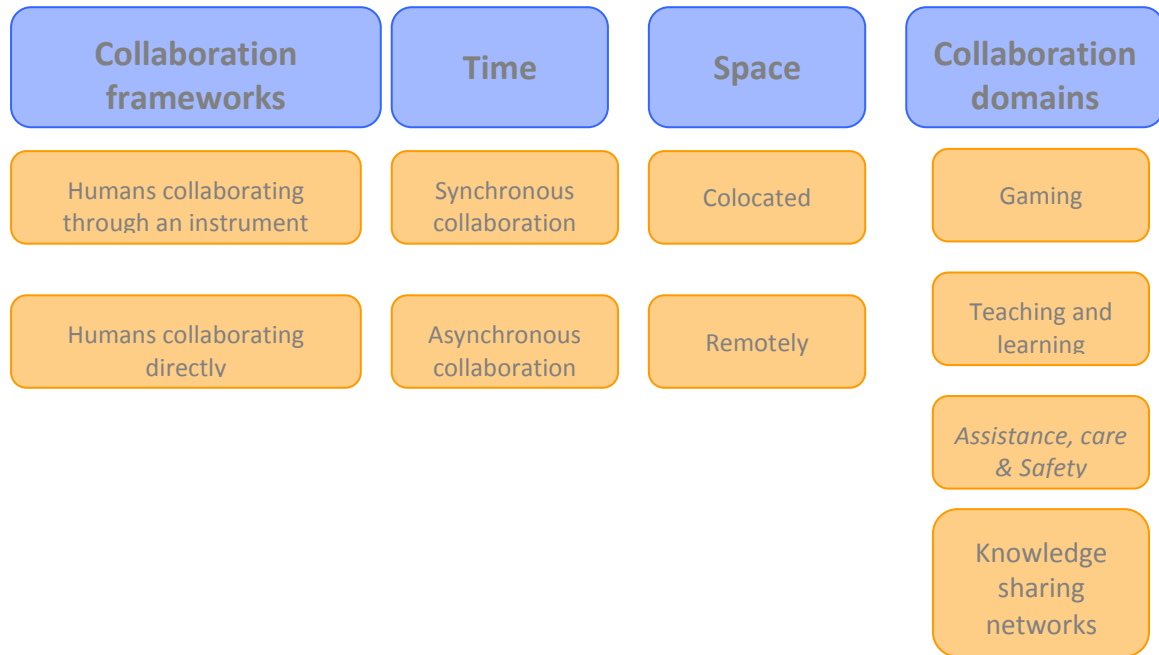 Collaboration
frameworks
Time
Space
Collaboration
domains
Humans collaborating
through an instrument
Synchronous
collaboration
Colocated
Gaming
Humans collaborating
directly
Asynchronous
collaboration
Remotely
Teaching and
learning
Assistance, care
& Safety
Knowledge
sharing
networks